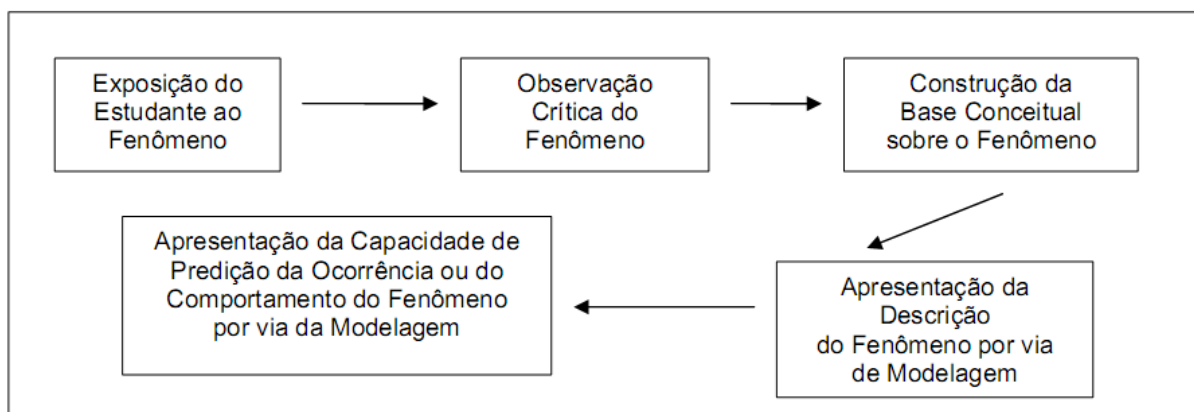 Exposição do
Estudante ao
Fenômeno
Observação
Crítica do
Fenômeno
Construção da
Base Conceitual
sobre o Fenômeno
Apresentação da
Descrição
do Fenômeno por via
de Modelagem
Apresentação da Capacidade de
Predição da Ocorrência ou do
Comportamento do Fenômeno
por via da Modelagem